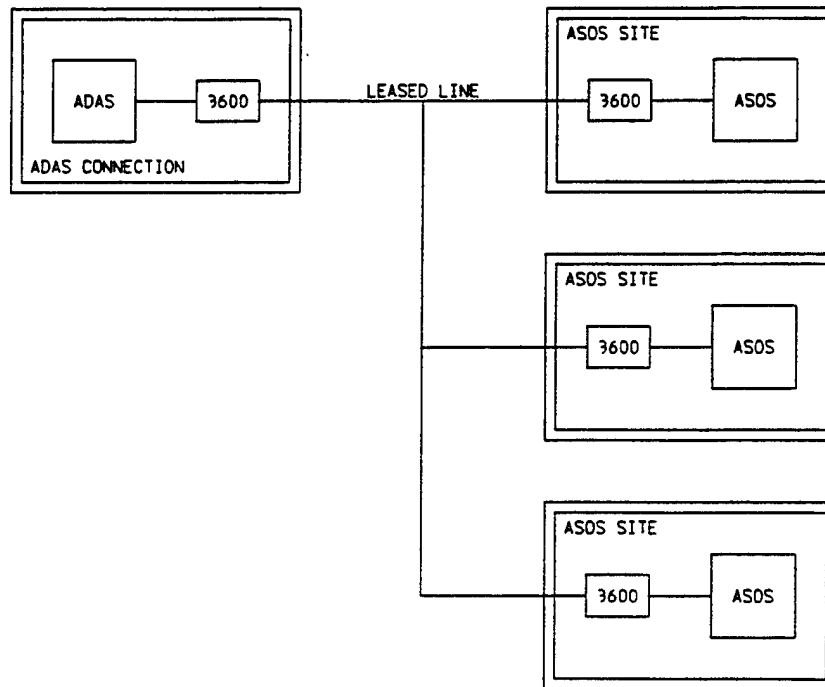 ADAS
3600
ADAS CONNECTION
LEASED LINE
ASOS SITE
3600
ASOS
ASOS SITE
3600
ASOS
ASOS SITE
3600
ASOS